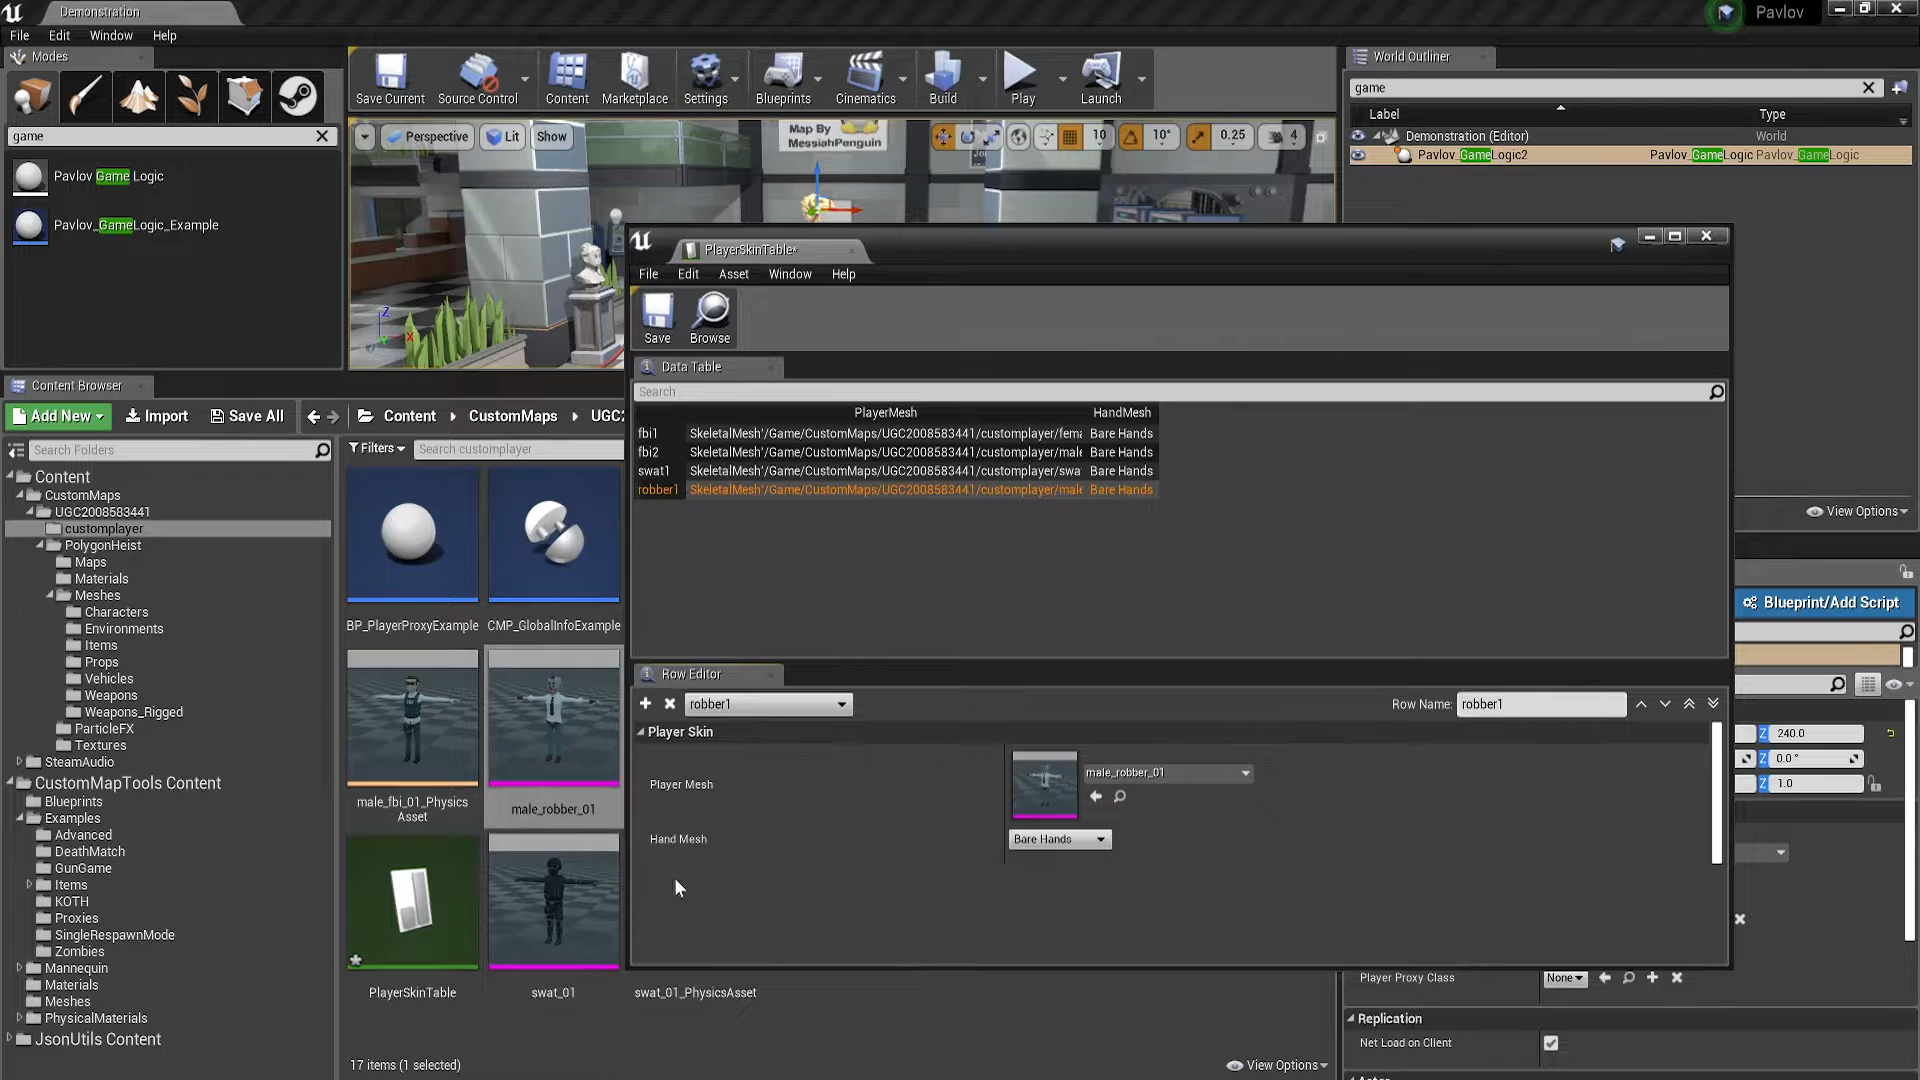 Demonstration
Pavlov
File Edit Window Help
Modes
game
Pavlov Game Logic
Pavlov_GameLogic_Example
Save Current
Source Control
Content
Marketplace
Settings
Blueprints
Cinematics
Build
Play
Launch
Perspective
Lit
Show
10
10°
0.25
4
Map By
MessiahPenguin
World Outliner
game
Label Type
Demonstration (Editor) World
Pavlov_GameLogic2 Pavlov_GameLogic Pavlov_GameLogic
View Options
PlayerSkinTable*
File Edit Asset Window Help
Save Browse
Data Table
Search
PlayerMesh HandMesh
fbi1 SkeletalMesh'/Game/CustomMaps/UGC2008583441/customplayer/fema Bare Hands
fbi2 SkeletalMesh'/Game/CustomMaps/UGC2008583441/customplayer/male Bare Hands
swat1 SkeletalMesh'/Game/CustomMaps/UGC2008583441/customplayer/swa Bare Hands
robber1 SkeletalMesh'/Game/CustomMaps/UGC2008583441/customplayer/male Bare Hands
Row Editor
robber1
Row Name: robber1
Player Skin
Player Mesh
male_robber_01
Hand Mesh
Bare Hands
Content Browser
Add New Import Save All
Content CustomMaps UGC2
Search Folders
Filters
Search customplayer
Content
CustomMaps
UGC2008583441
customplayer
PolygonHeist
Maps
Materials
Meshes
Characters
Environments
Items
Props
Vehicles
Weapons
Weapons_Rigged
ParticleFX
Textures
SteamAudio
CustomMapTools Content
Blueprints
Examples
Advanced
DeathMatch
GunGame
Items
KOTH
Proxies
SingleRespawnMode
Zombies
Mannequin
Materials
Meshes
PhysicalMaterials
JsonUtils Content
BP_PlayerProxyExample
CMP_GlobalInfoExample
male_fbi_01_Physics
Asset
male_robber_01
PlayerSkinTable
swat_01
swat_01_PhysicsAsset
17 items (1 selected)
View Options
Blueprint/Add Script
Z 240.0
Z 0.0°
Z 1.0
Player Proxy Class
None
Replication
Net Load on Client
Actor